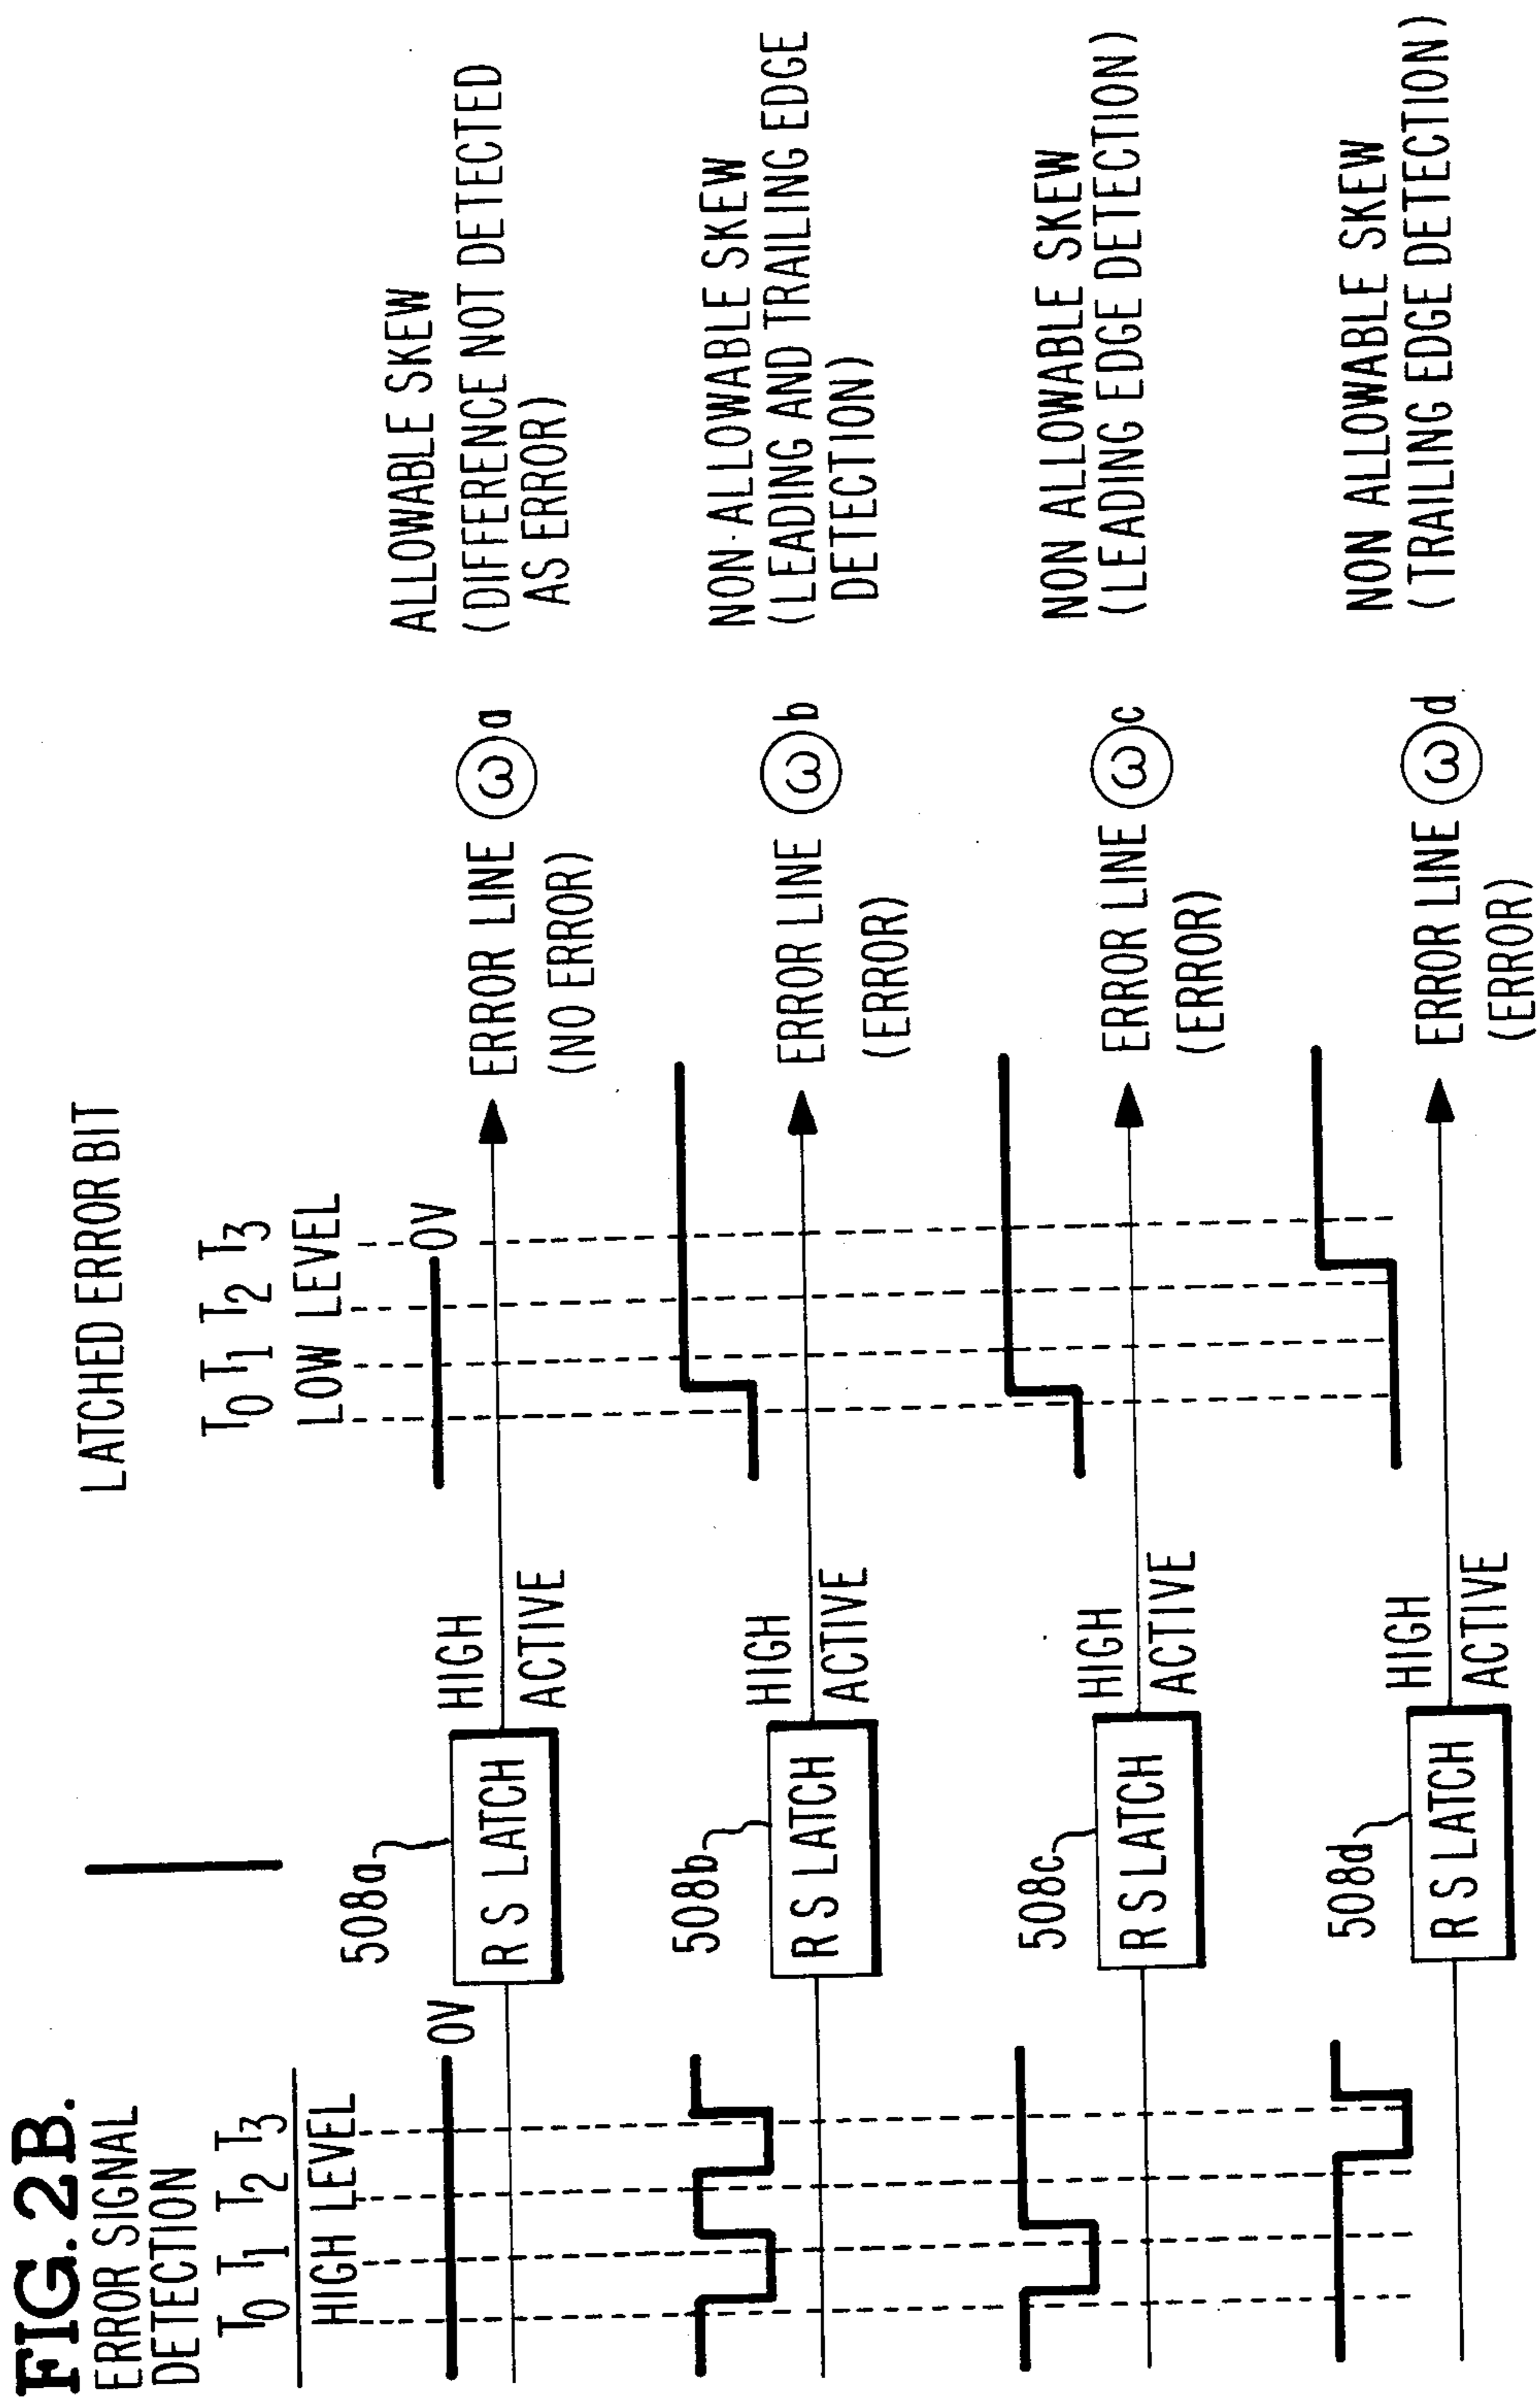 FIG. 2B.
ERROR SIGNAL
DETECTION
T0 T1 T2 T3
HIGH LEVEL
LATCHED ERROR BIT
T0 T1 T2 T3
LOW LEVEL
0V
508a
R S LATCH
HIGH
ACTIVE
0V
ERROR LINE ω a
(NO ERROR)
ALLOWABLE SKEW
(DIFFERENCE NOT DETECTED
AS ERROR)
508b
R S LATCH
HIGH
ACTIVE
ERROR LINE ω b
(ERROR)
NON-ALLOWABLE SKEW
(LEADING AND TRAILING EDGE
DETECTION)
508c
R S LATCH
HIGH
ACTIVE
ERROR LINE ω c
(ERROR)
NON ALLOWABLE SKEW
(LEADING EDGE DETECTION)
508d
R S LATCH
HIGH
ACTIVE
ERROR LINE ω d
(ERROR)
NON ALLOWABLE SKEW
(TRAILING EDGE DETECTION)